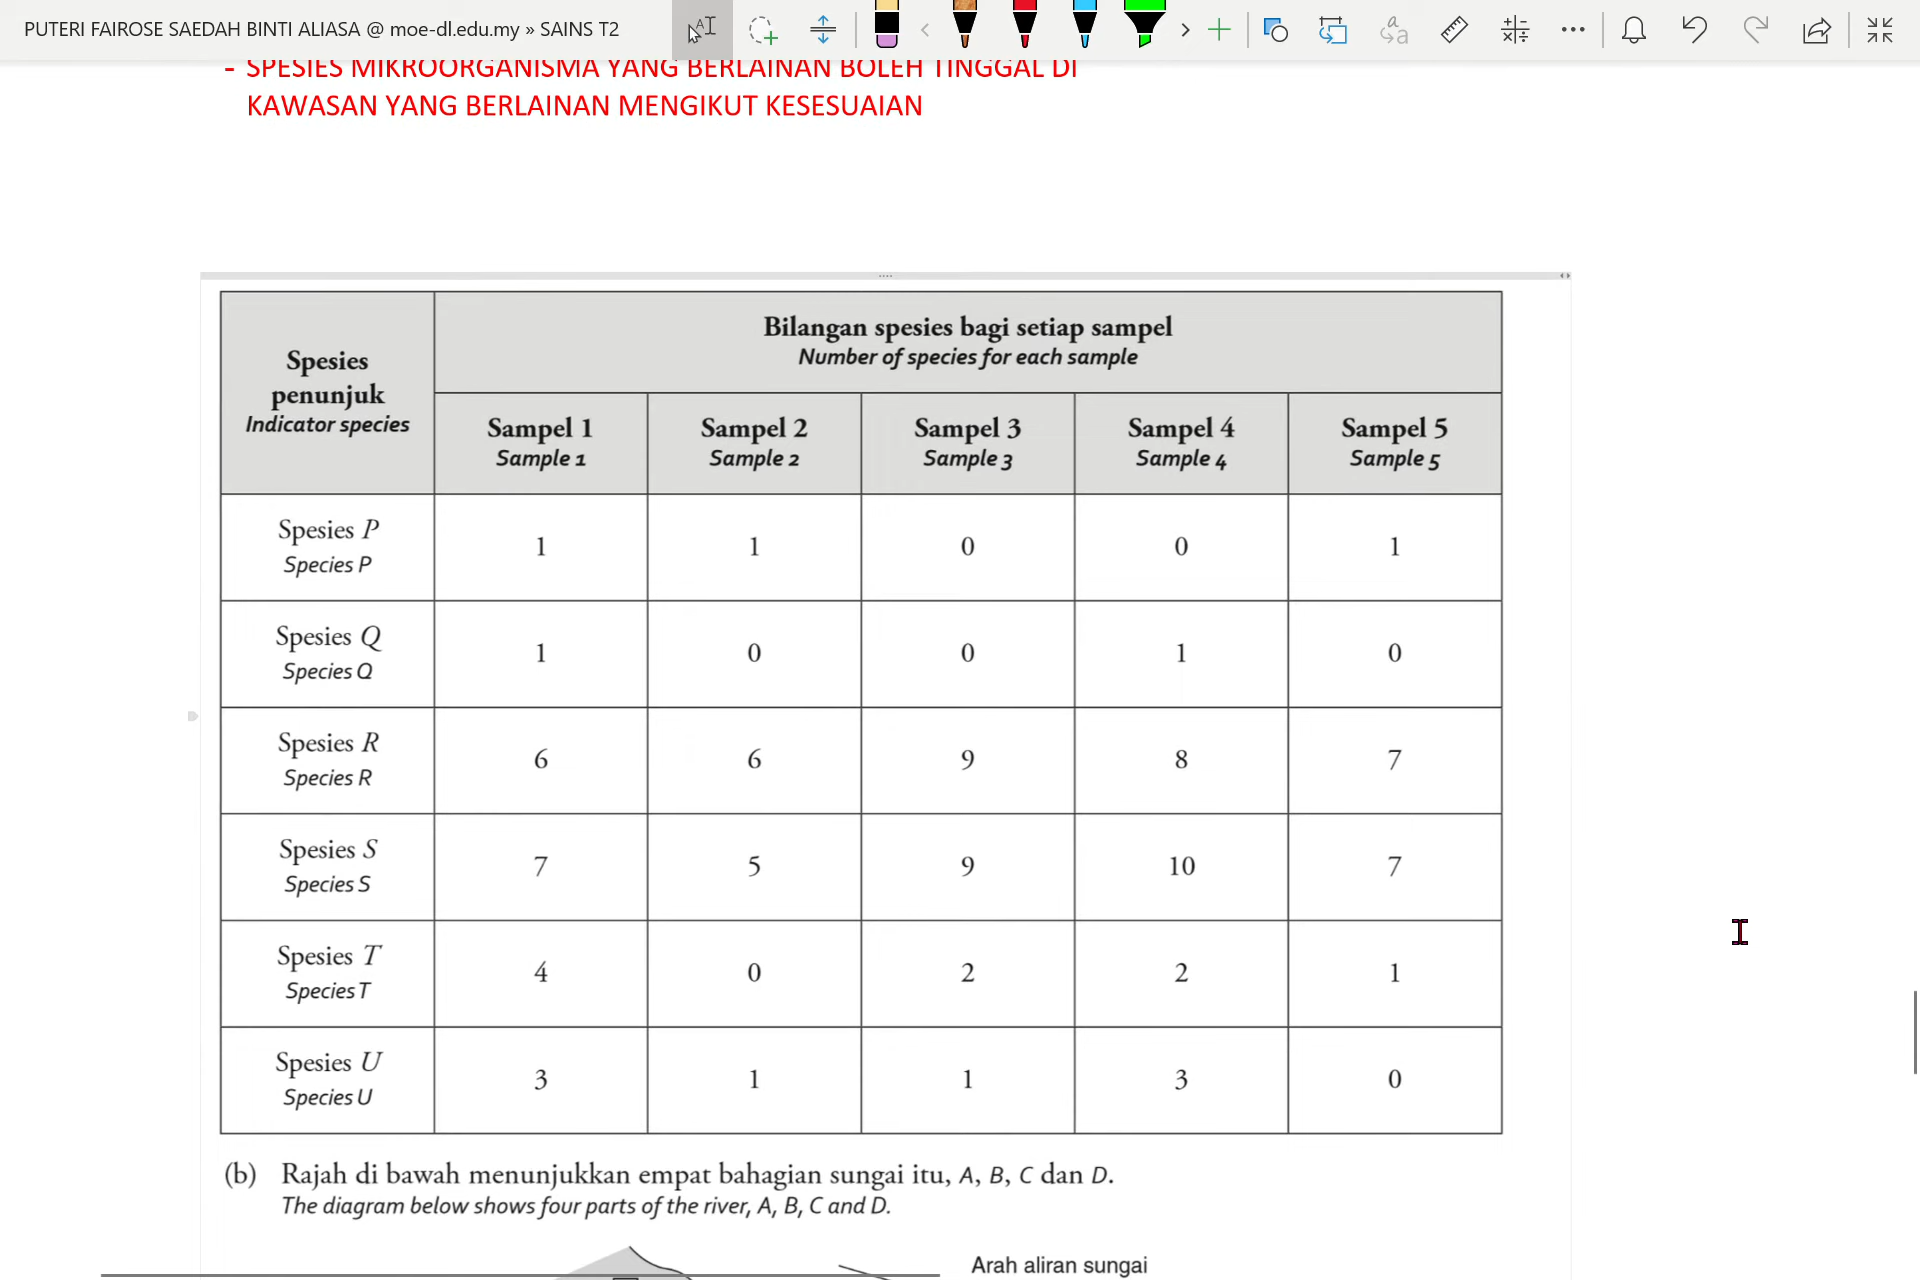 PUTERI FAIROSE SAEDAH BINTI ALIASA @ moe-dl.edu.my » SAINS T2
- SPESIES MIKROORGANISMA YANG BERLAINAN BOLEH TINGGAL DI
KAWASAN YANG BERLAINAN MENGIKUT KESESUAIAN
Spesies
penunjuk
Indicator species
Bilangan spesies bagi setiap sampel
Number of species for each sample
Sampel 1
Sample 1
Sampel 2
Sample 2
Sampel 3
Sample 3
Sampel 4
Sample 4
Sampel 5
Sample 5
Spesies P
Species P
1 1 0 0 1
Spesies Q
Species Q
1 0 0 1 0
Spesies R
Species R
6 6 9 8 7
Spesies S
Species S
7 5 9 10 7
Spesies T
Species T
4 0 2 2 1
Spesies U
Species U
3 1 1 3 0
(b) Rajah di bawah menunjukkan empat bahagian sungai itu, A, B, C dan D.
The diagram below shows four parts of the river, A, B, C and D.
Arah aliran sungai